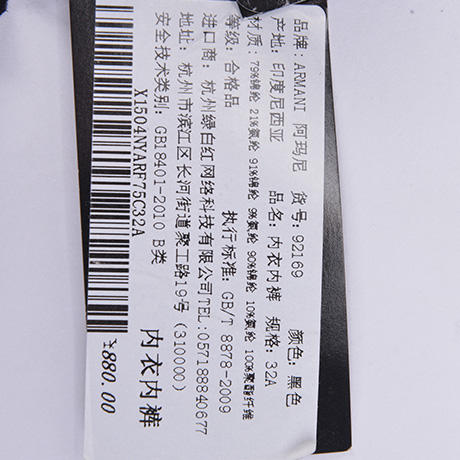 品牌: ARMANI 阿玛尼 货号: 92169 颜色: 黑色
产地: 印度尼西亚 品名: 内衣内裤 规格: 32A
材质: 79%锦纶 21%氨纶 91%锦纶 9%氨纶 90%锦纶 10%氨纶 100%聚酯纤维
等级: 合格品 执行标准: GB/T 8878-2009
进口商: 杭州绿白红网络科技有限公司TEL:057188840677
地址: 杭州市滨江区长河街道聚工路19号 (310000)
安全技术类别: GB18401-2010 B类
X1504NYARF75C32A
内衣内裤
¥880.00